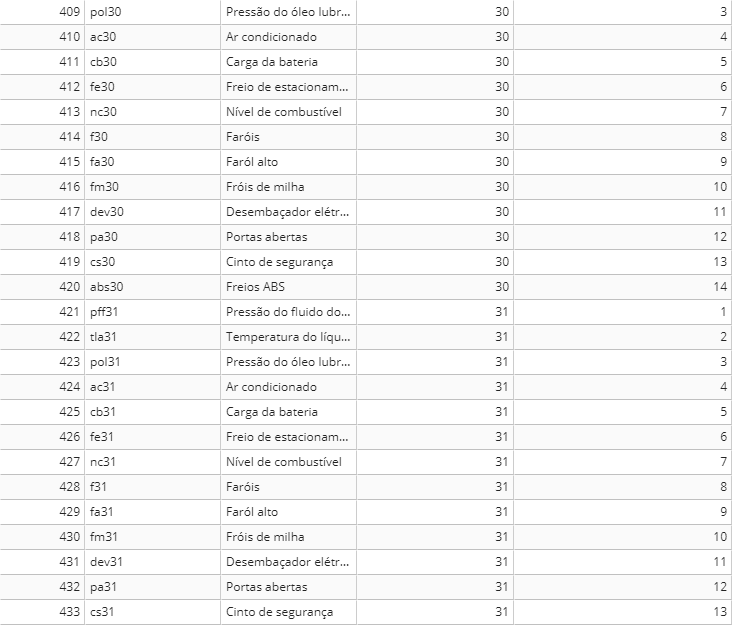 409 pol30 Pressão do óleo lubr... 30 3
410 ac30 Ar condicionado 30 4
411 cb30 Carga da bateria 30 5
412 fe30 Freio de estacionam... 30 6
413 nc30 Nível de combustível 30 7
414 f30 Faróis 30 8
415 fa30 Faról alto 30 9
416 fm30 Fróis de milha 30 10
417 dev30 Desembaçador elétr... 30 11
418 pa30 Portas abertas 30 12
419 cs30 Cinto de segurança 30 13
420 abs30 Freios ABS 30 14
421 pff31 Pressão do fluido do... 31 1
422 tla31 Temperatura do líqu... 31 2
423 pol31 Pressão do óleo lubr... 31 3
424 ac31 Ar condicionado 31 4
425 cb31 Carga da bateria 31 5
426 fe31 Freio de estacionam... 31 6
427 nc31 Nível de combustível 31 7
428 f31 Faróis 31 8
429 fa31 Faról alto 31 9
430 fm31 Fróis de milha 31 10
431 dev31 Desembaçador elétr... 31 11
432 pa31 Portas abertas 31 12
433 cs31 Cinto de segurança 31 13